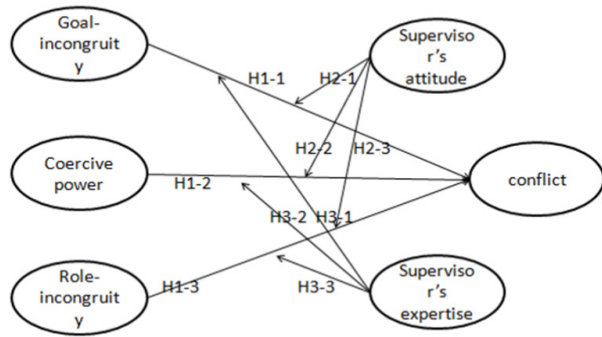 Goal-
incongruit
y
Superviso
r's
attitude
H1-1
H2-1
H2-2
H2-3
Coercive
power
H1-2
conflict
H3-2
H3-1
Role-
incongruit
y
H1-3
H3-3
Superviso
r's
expertise